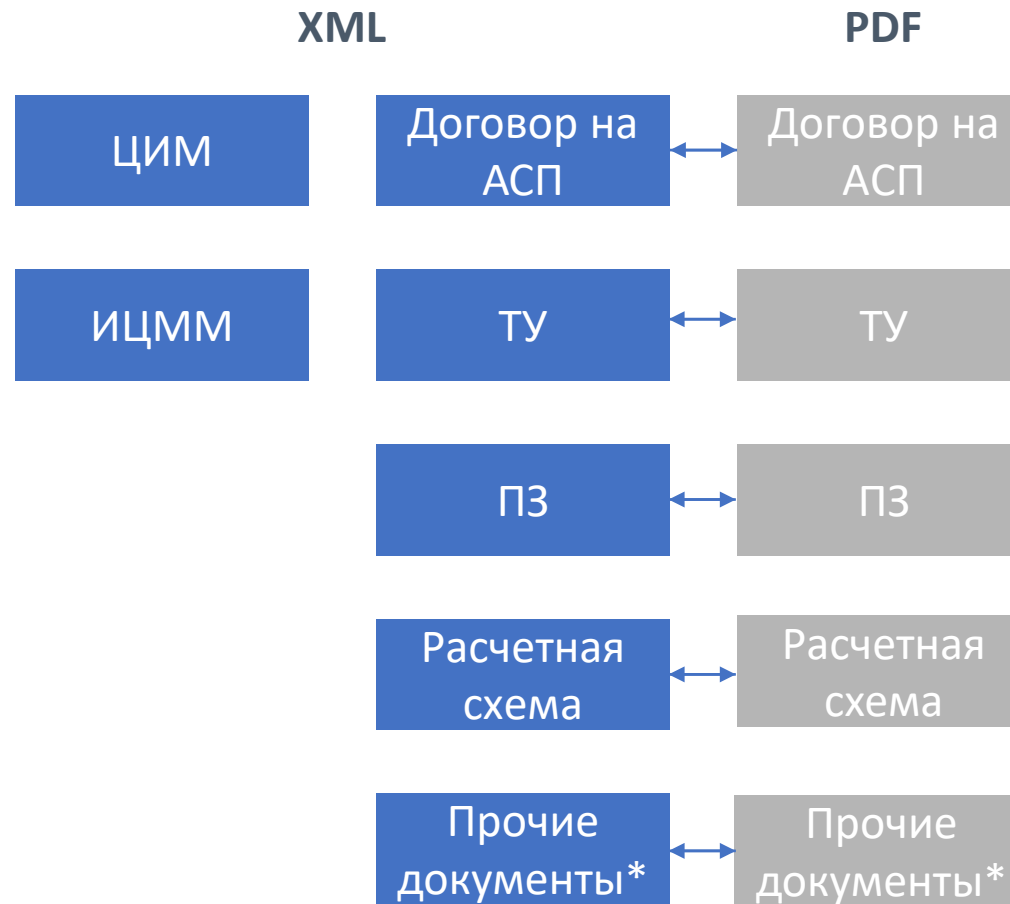 XML PDF
ЦИМ
Договор на
АСП
Договор на
АСП
ИЦММ
ТУ
ТУ
ПЗ
ПЗ
Расчетная
схема
Расчетная
схема
Прочие
документы*
Прочие
документы*